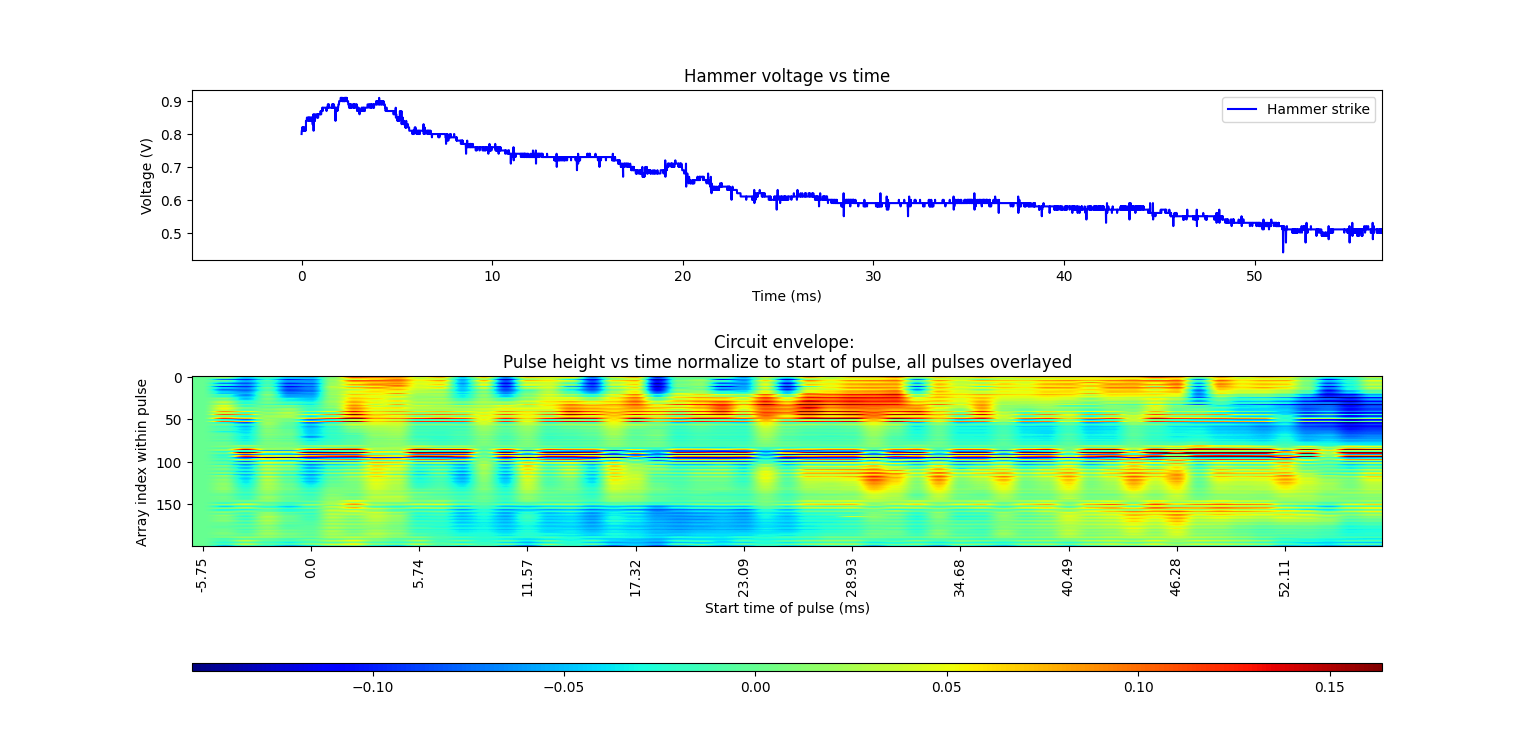 Hammer voltage vs time
Hammer strike
0.9
0.8
0.7
0.6
0.5
Voltage (V)
0 10 20 30 40 50
Time (ms)
Circuit envelope:
Pulse height vs time normalize to start of pulse, all pulses overlayed
0
50
100
150
Array index within pulse
-5.75 0.0 5.74 11.57 17.32 23.09 28.93 34.68 40.49 46.28 52.11
Start time of pulse (ms)
−0.10 −0.05 0.00 0.05 0.10 0.15